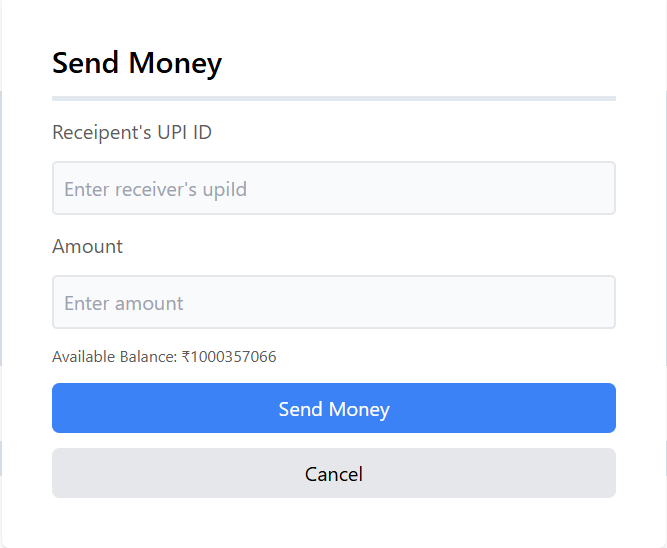 Send Money
Receipent's UPI ID
Enter receiver's upiId
Amount
Enter amount
Available Balance: ₹1000357066
Send Money
Cancel